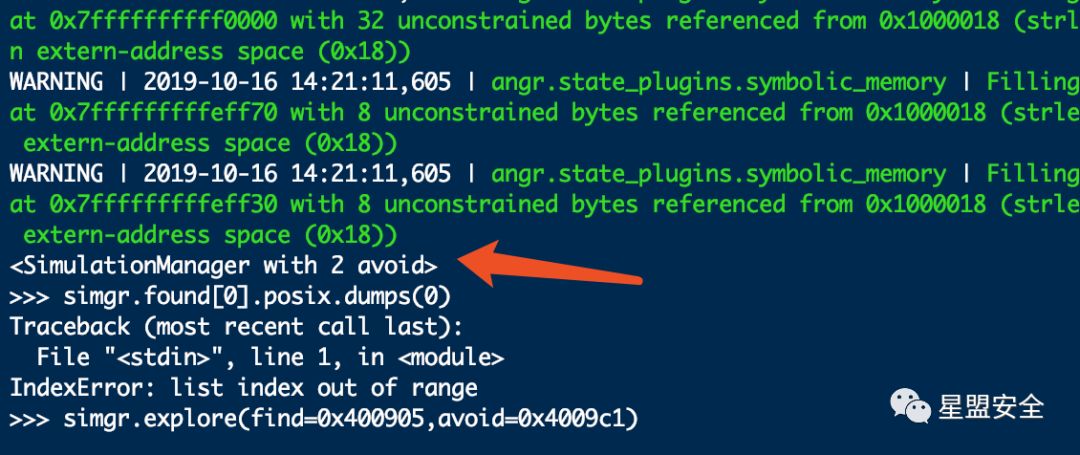 at 0x7ffffffffff0000 with 32 unconstrained bytes referenced from 0x1000018 (strl
n extern-address space (0x18))
WARNING | 2019-10-16 14:21:11,605 | angr.state_plugins.symbolic_memory | Filling
at 0x7fffffffffeff70 with 8 unconstrained bytes referenced from 0x1000018 (strle
extern-address space (0x18))
WARNING | 2019-10-16 14:21:11,605 | angr.state_plugins.symbolic_memory | Filling
at 0x7fffffffffeff30 with 8 unconstrained bytes referenced from 0x1000018 (strle
extern-address space (0x18))
<SimulationManager with 2 avoid>
>>> simgr.found[0].posix.dumps(0)
Traceback (most recent call last):
  File "<stdin>", line 1, in <module>
IndexError: list index out of range
>>> simgr.explore(find=0x400905,avoid=0x4009c1)
星盟安全